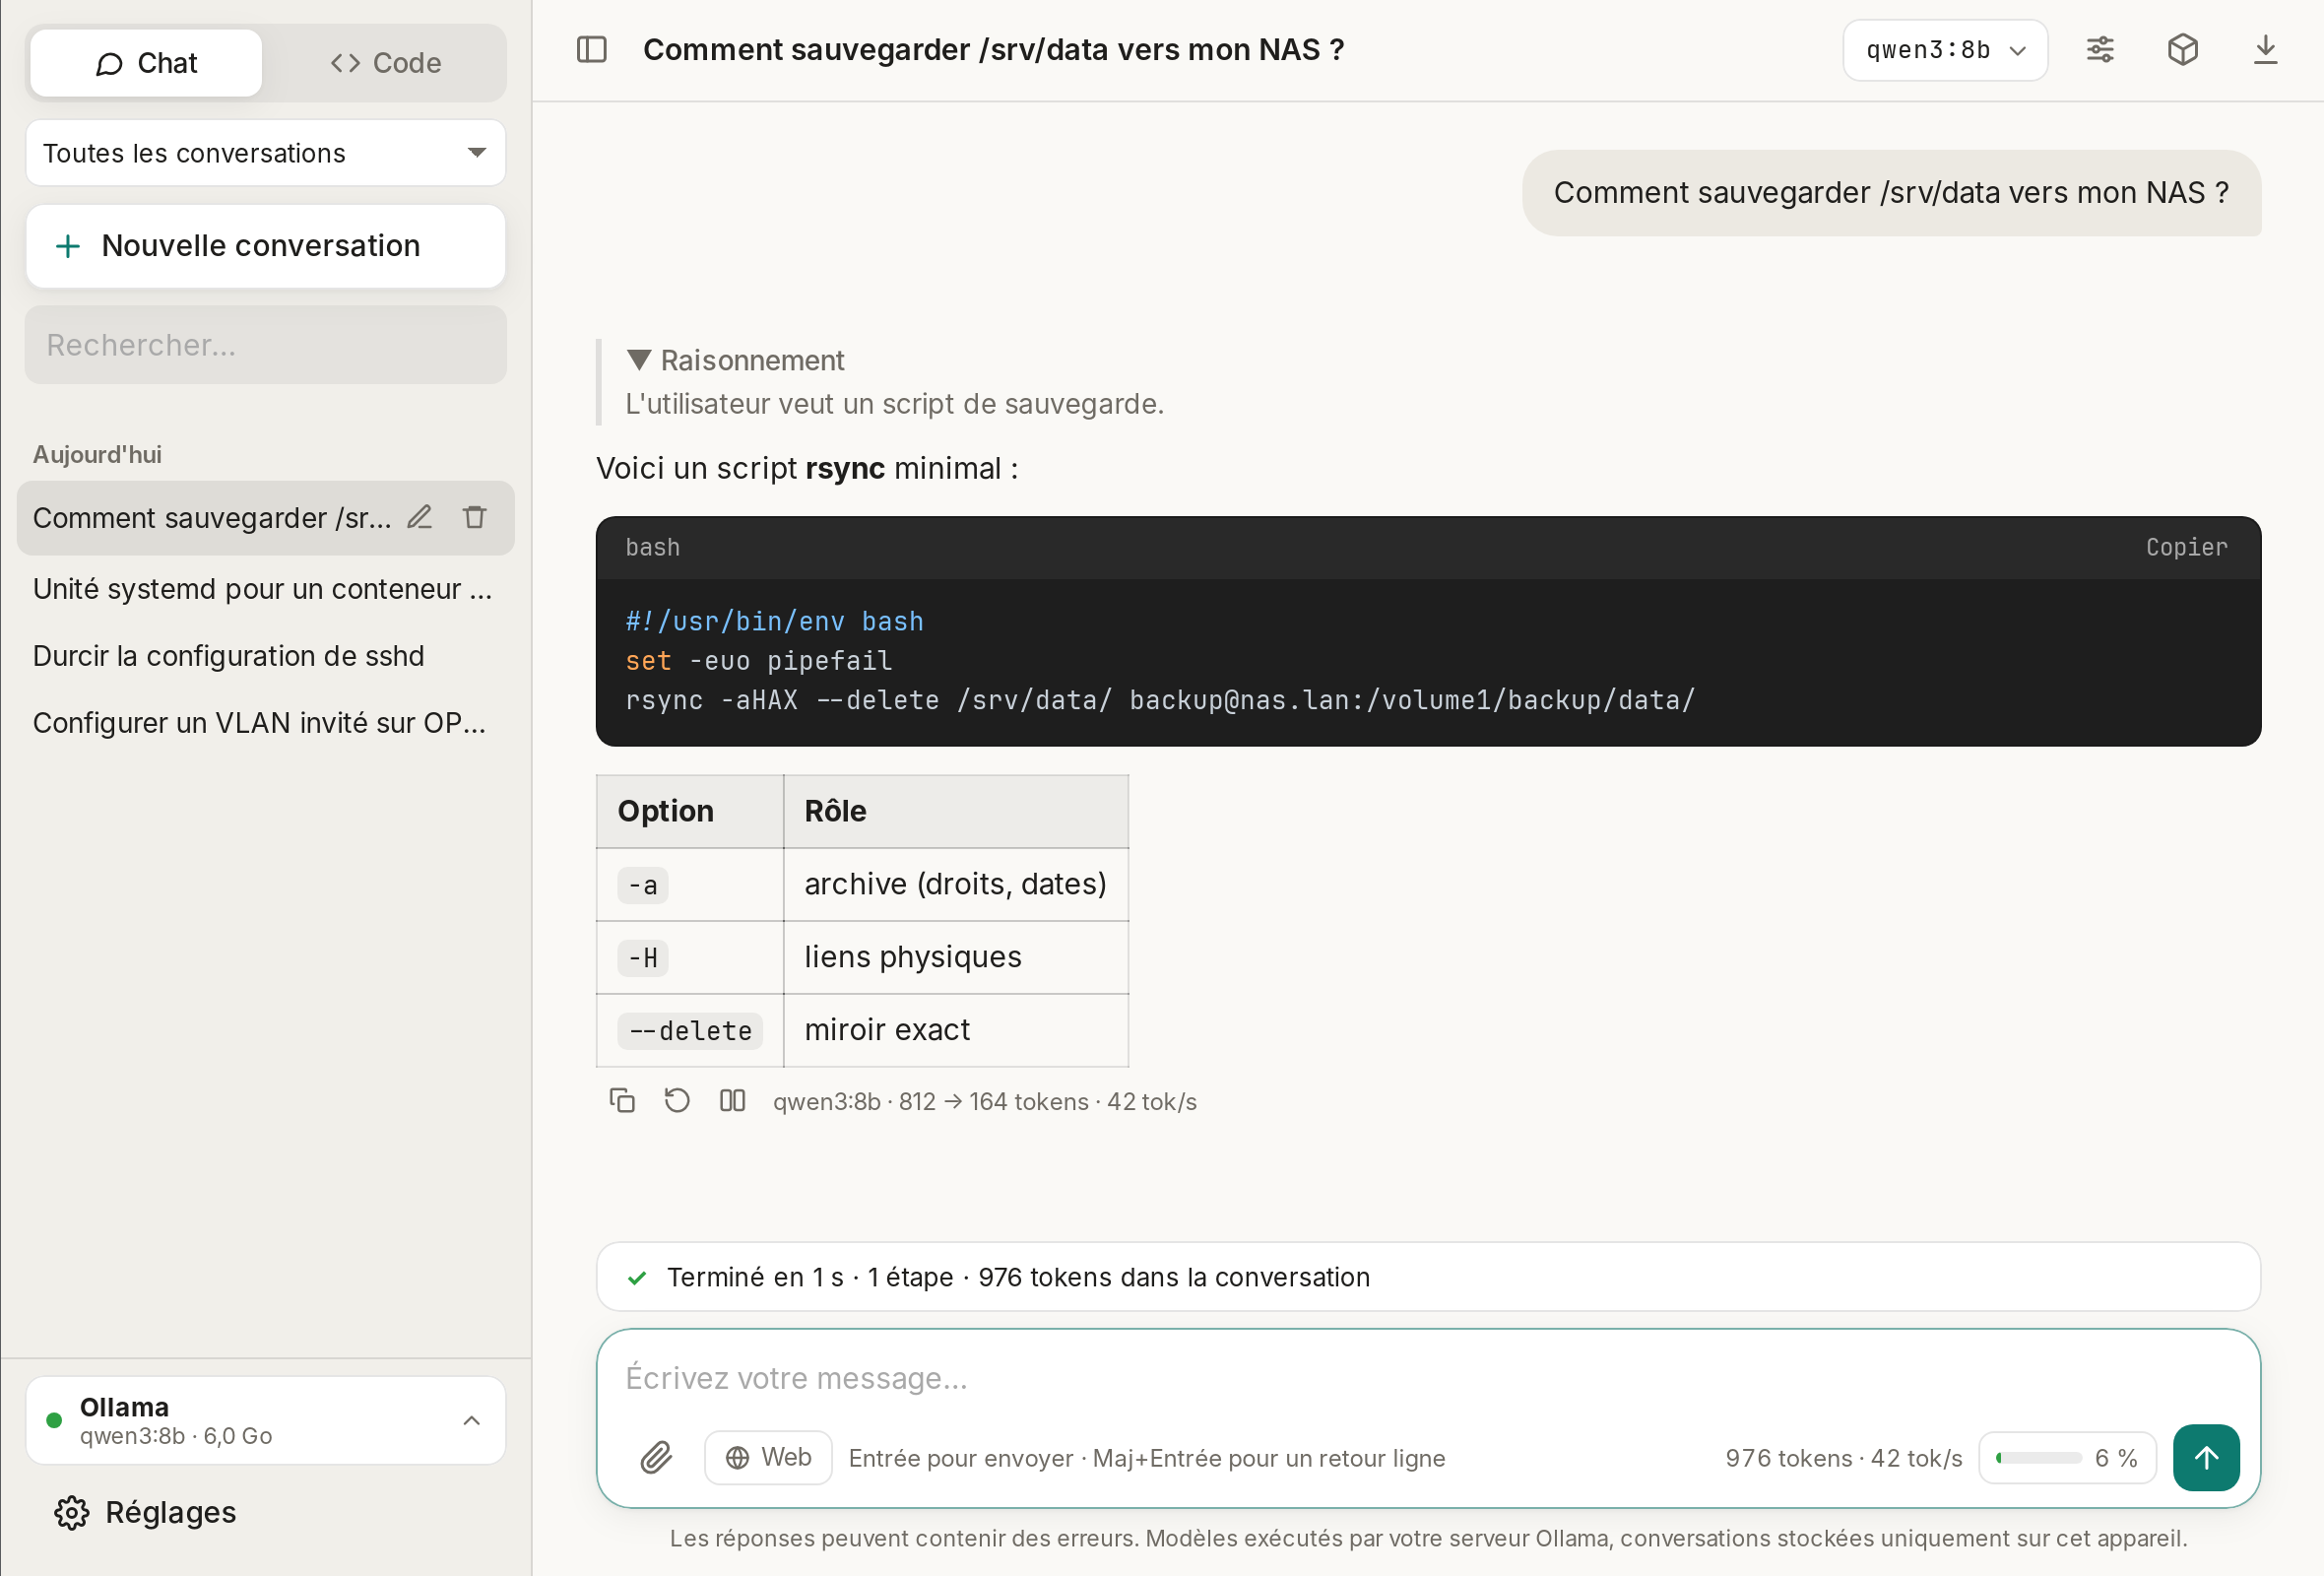 Chat
Code
Toutes les conversations
Nouvelle conversation
Rechercher...
Aujourd'hui
Comment sauvegarder /sr...
Unité systemd pour un conteneur ...
Durcir la configuration de sshd
Configurer un VLAN invité sur OP...
Ollama
qwen3:8b · 6,0 Go
Réglages
Comment sauvegarder /srv/data vers mon NAS ?
qwen3:8b
Comment sauvegarder /srv/data vers mon NAS ?
▼ Raisonnement
L'utilisateur veut un script de sauvegarde.
Voici un script rsync minimal :
bash
Copier
#!/usr/bin/env bash
set -euo pipefail
rsync -aHAX --delete /srv/data/ backup@nas.lan:/volume1/backup/data/
Option Rôle
-a archive (droits, dates)
-H liens physiques
--delete miroir exact
qwen3:8b · 812 → 164 tokens · 42 tok/s
Terminé en 1 s · 1 étape · 976 tokens dans la conversation
Écrivez votre message...
Web
Entrée pour envoyer · Maj+Entrée pour un retour ligne
976 tokens · 42 tok/s
6 %
Les réponses peuvent contenir des erreurs. Modèles exécutés par votre serveur Ollama, conversations stockées uniquement sur cet appareil.